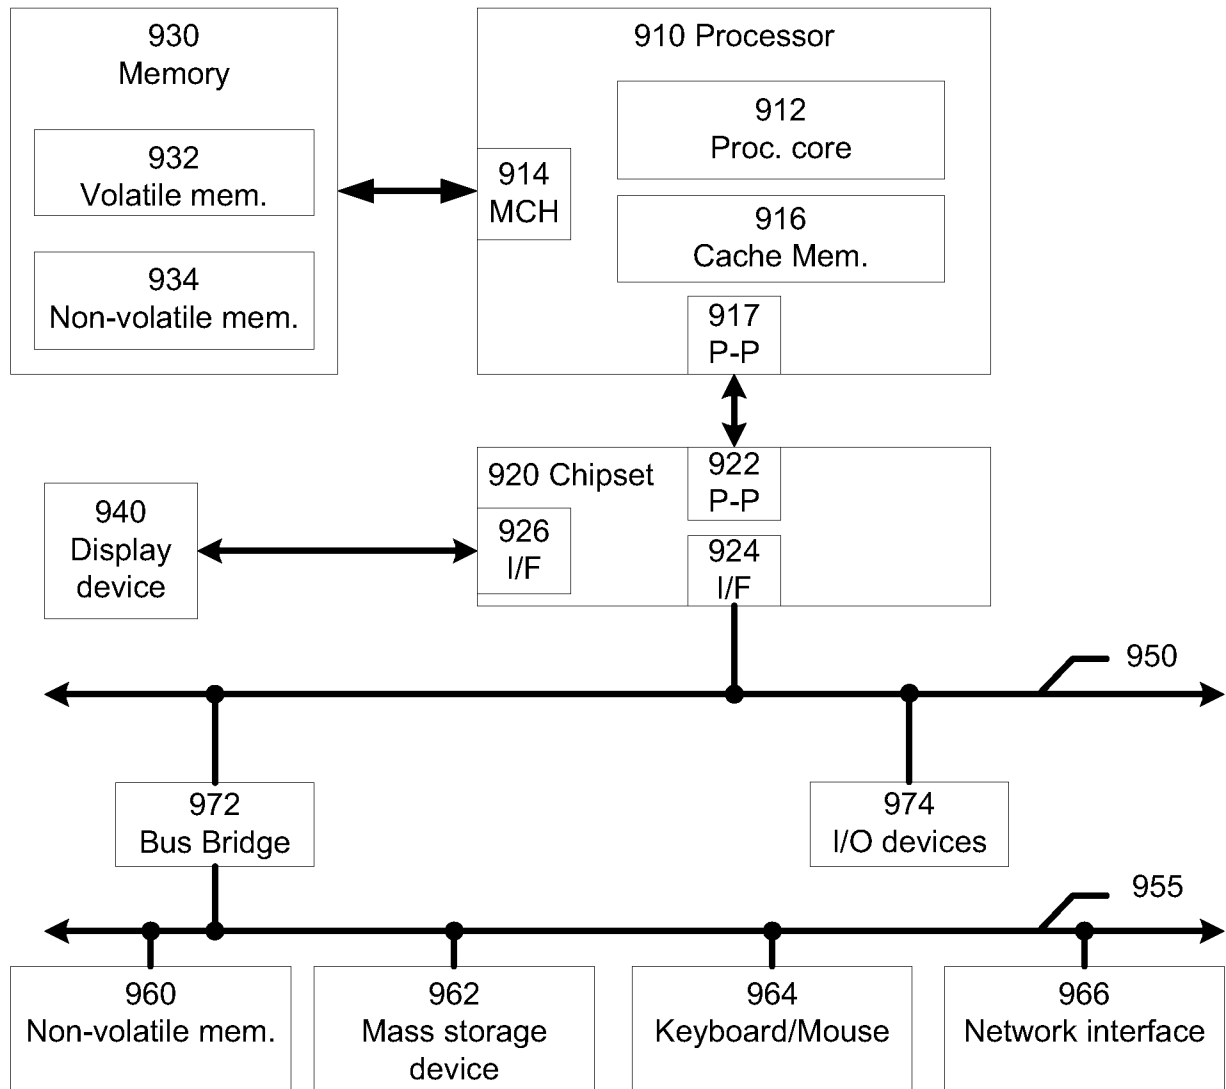 930
Memory
932
Volatile mem.
934
Non-volatile mem.
910 Processor
912
Proc. core
914
MCH
916
Cache Mem.
917
P-P
920 Chipset
922
P-P
926
I/F
924
I/F
940
Display
device
950
972
Bus Bridge
974
I/O devices
955
960
Non-volatile mem.
962
Mass storage
device
964
Keyboard/Mouse
966
Network interface